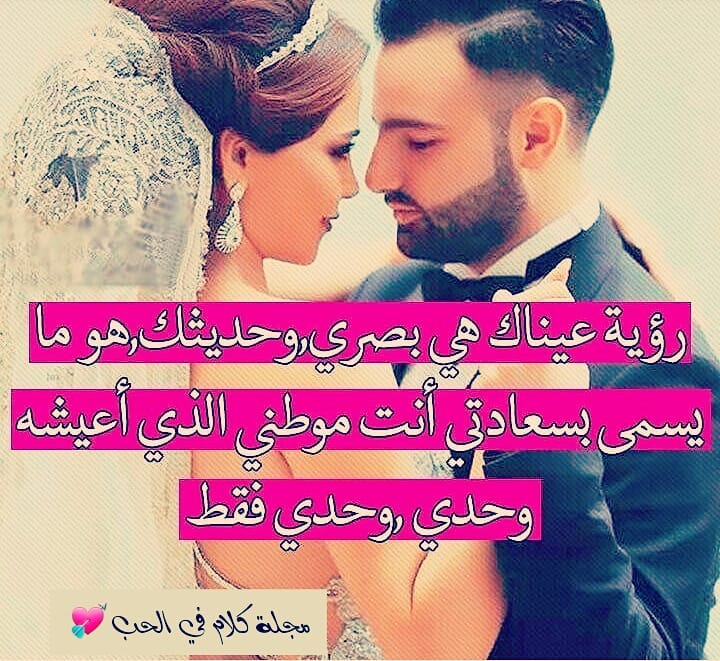 رؤية عيناك هي بصري,وحديثك,هو ما
يسمى بسعادتي أنت موطني الذي أعيشه
وحدي ,وحدي فقط
مجلة كلام في الحب 💘